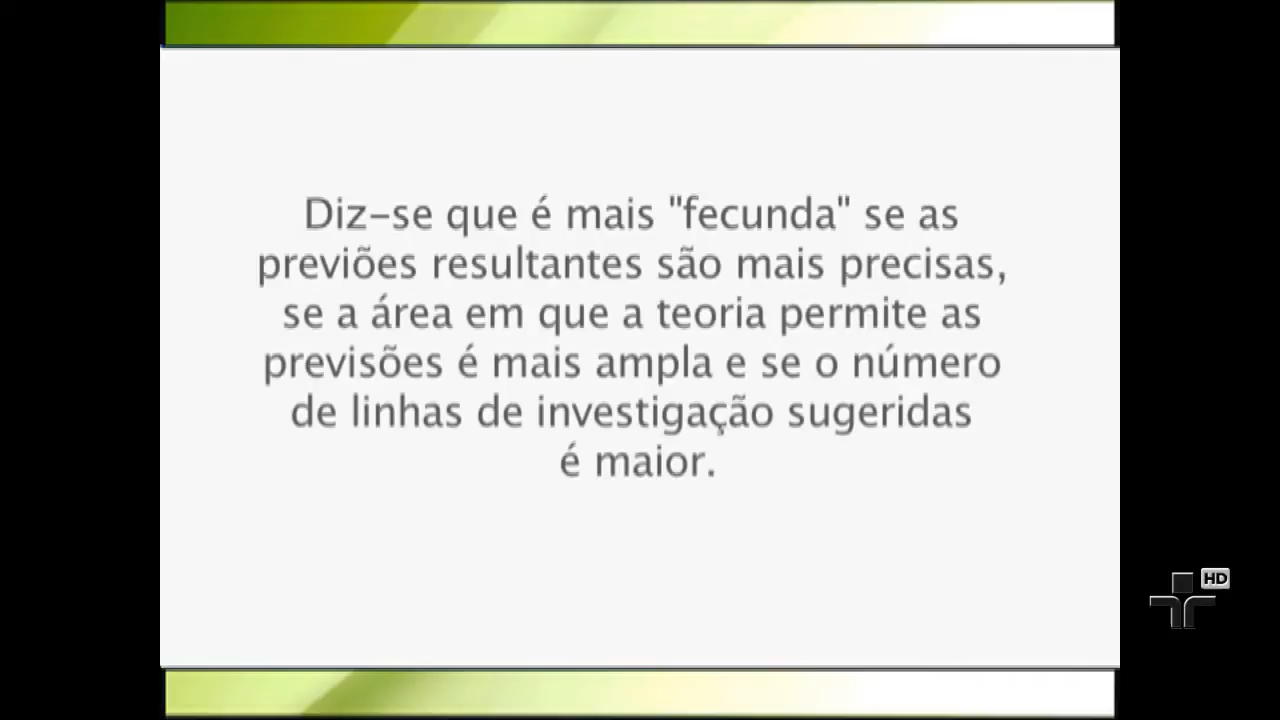 Diz-se que é mais "fecunda" se as
previões resultantes são mais precisas,
se a área em que a teoria permite as
previsões é mais ampla e se o número
de linhas de investigação sugeridas
é maior.
HD